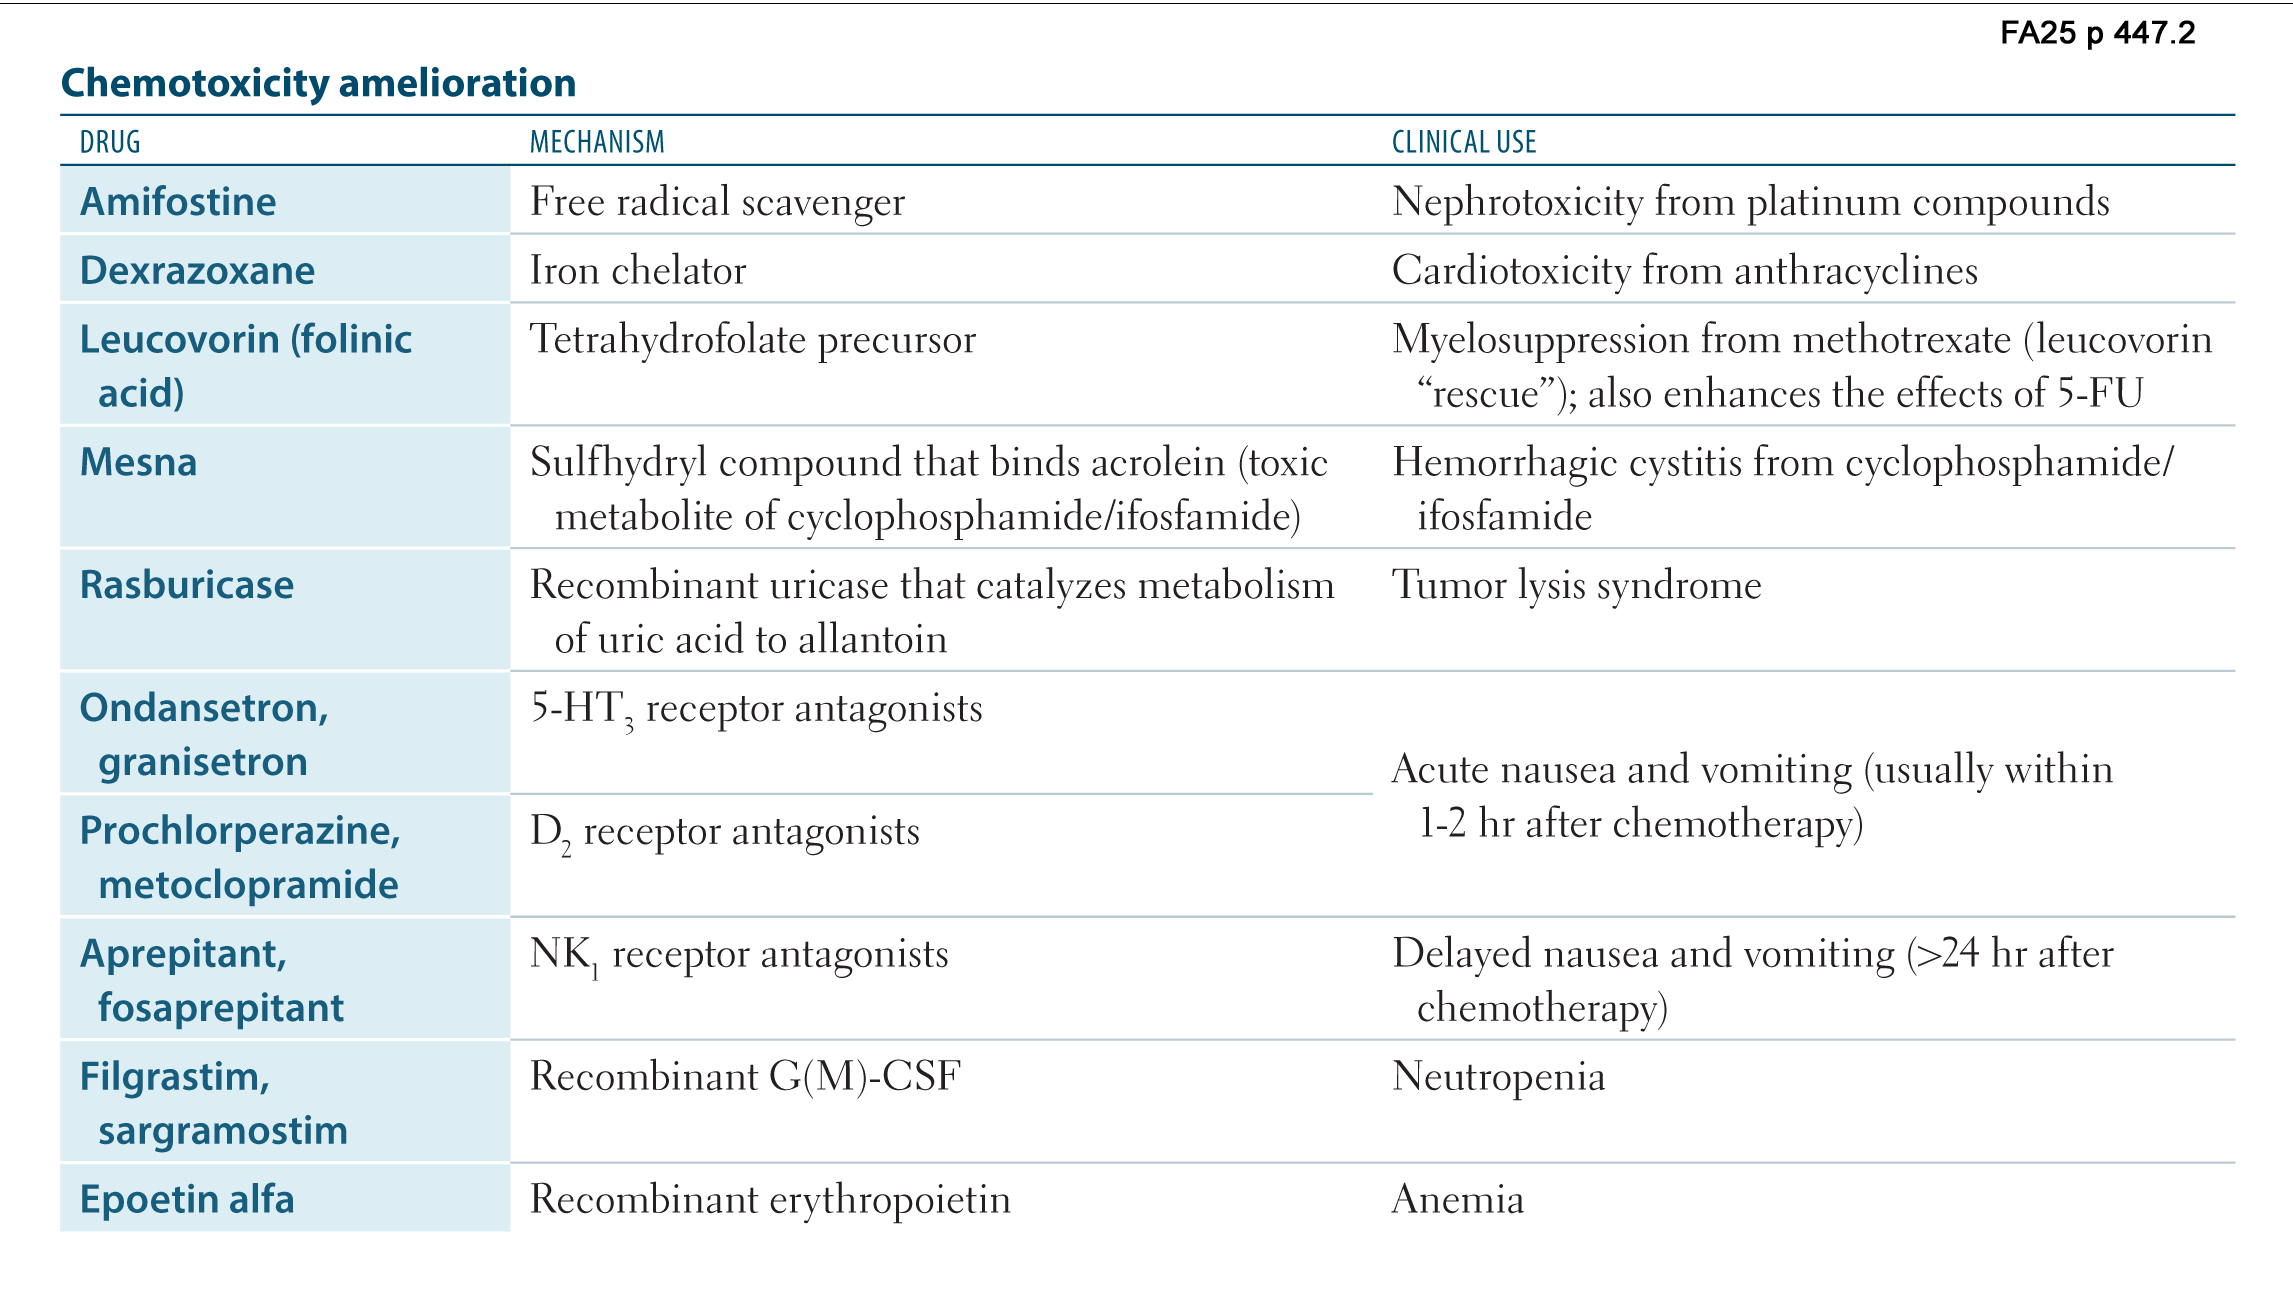 FA25 p 447.2
Chemotoxicity amelioration
DRUG MECHANISM CLINICAL USE
Amifostine Free radical scavenger Nephrotoxicity from platinum compounds
Dexrazoxane Iron chelator Cardiotoxicity from anthracyclines
Leucovorin (folinic Tetrahydrofolate precursor Myelosuppression from methotrexate (leucovorin
acid) “rescue”); also enhances the effects of 5-FU
Mesna Sulfhydryl compound that binds acrolein (toxic Hemorrhagic cystitis from cyclophosphamide/
metabolite of cyclophosphamide/ifosfamide) ifosfamide
Rasburicase Recombinant uricase that catalyzes metabolism Tumor lysis syndrome
of uric acid to allantoin
Ondansetron, 5-HT₃ receptor antagonists
granisetron
Acute nausea and vomiting (usually within
1-2 hr after chemotherapy)
Prochlorperazine, D₂ receptor antagonists
metoclopramide
Aprepitant, NK₁ receptor antagonists Delayed nausea and vomiting (>24 hr after
fosaprepitant chemotherapy)
Filgrastim, Recombinant G(M)-CSF Neutropenia
sargramostim
Epoetin alfa Recombinant erythropoietin Anemia